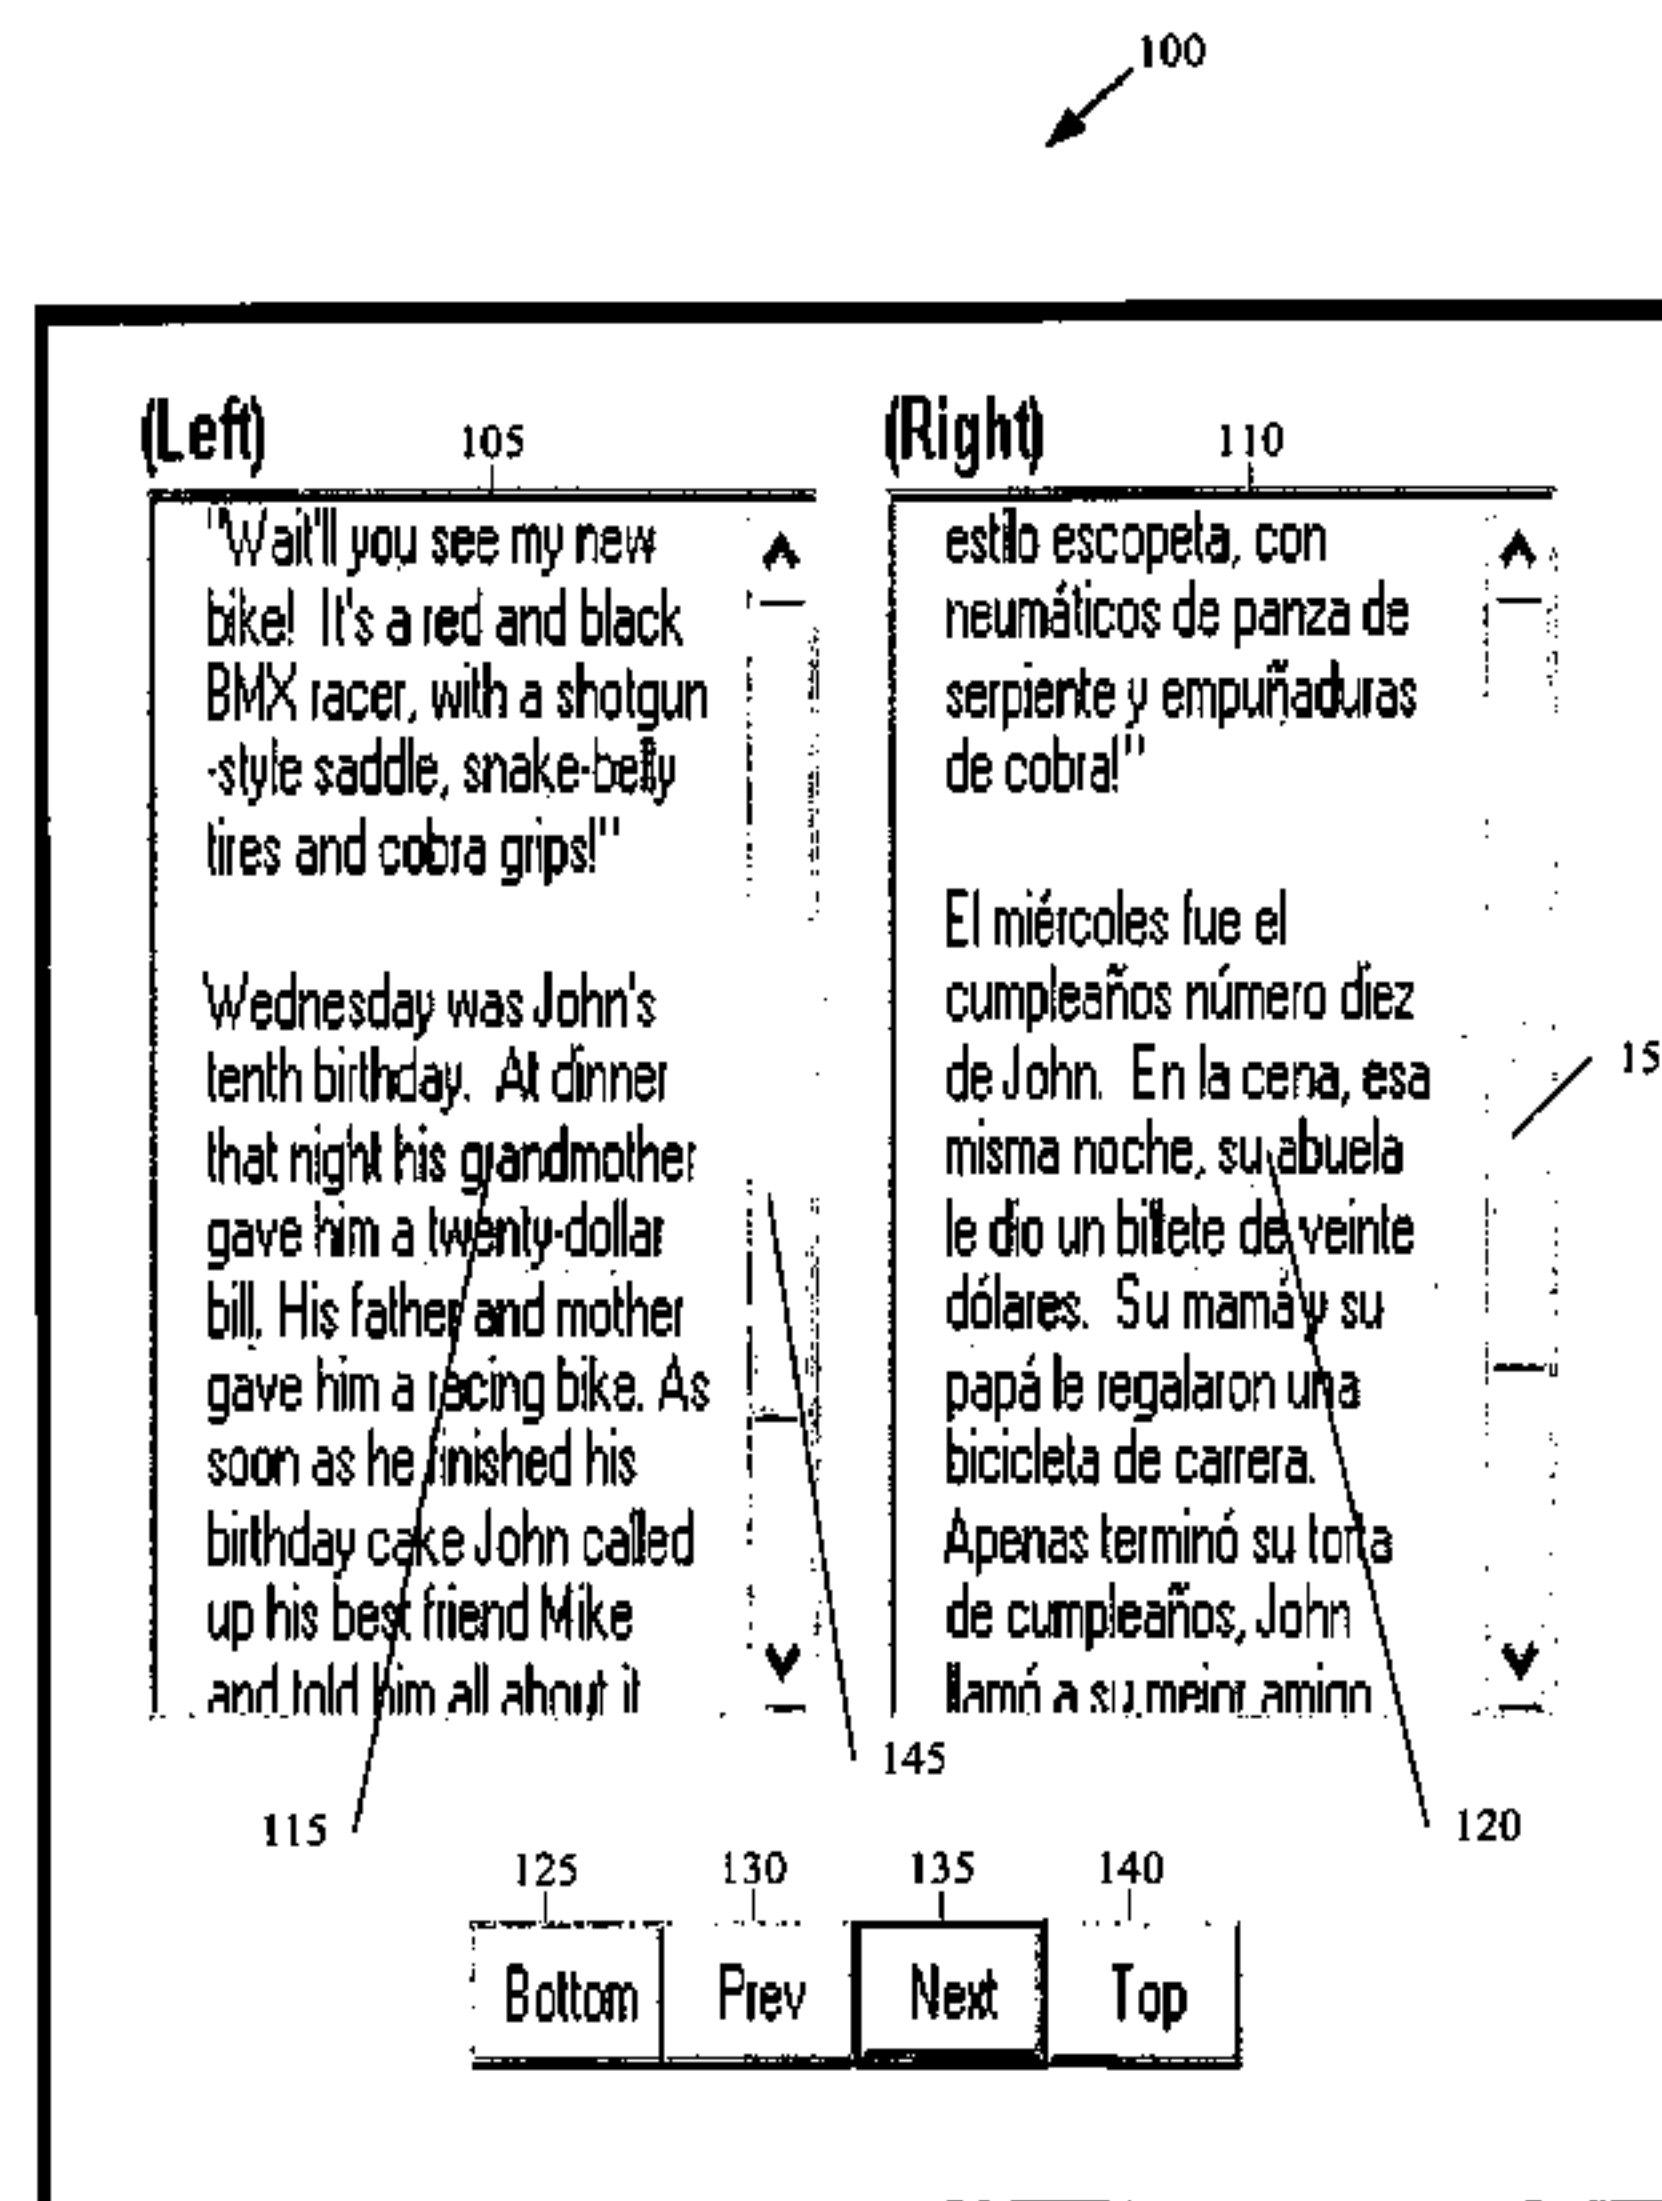 100
(Left)
105
"Wait'll you see my new
bike!  It's a red and black
BMX racer, with a shotgun
-style saddle, snake-belly
tires and cobra grips!"
Wednesday was John's
tenth birthday.  At dinner
that night his grandmother
gave him a twenty-dollar
bill. His father and mother
gave him a racing bike. As
soon as he finished his
birthday cake John called
up his best friend Mike
and told him all about it
(Right)
110
estilo escopeta, con
neumáticos de panza de
serpiente y empuñaduras
de cobra!"
El miércoles fue el
cumpleaños número diez
de John.  En la cena, esa
misma noche, su abuela
le dio un billete de veinte
dólares.  Su mamá y su
papá le regalaron una
bicicleta de carrera.
Apenas terminó su torta
de cumpleaños, John
llamó a su mejor amigo
15
145
115
120
125
130
135
140
Bottom
Prev
Next
Top